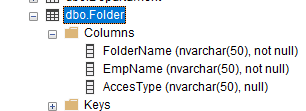 dbo.Folder
Columns
FolderName (nvarchar(50), not null)
EmpName (nvarchar(50), not null)
AccesType (nvarchar(50), null)
Keys